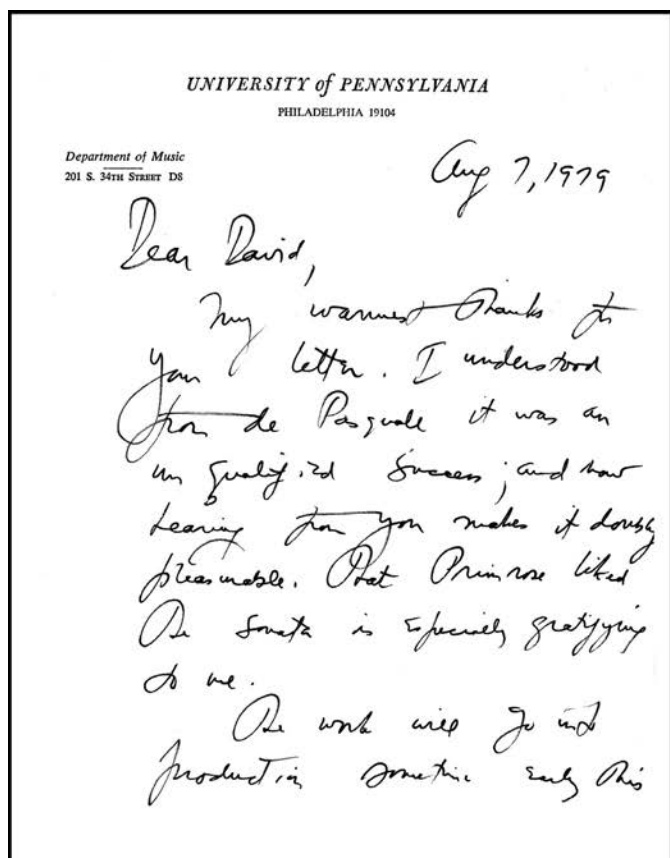 UNIVERSITY of PENNSYLVANIA
PHILADELPHIA 19104
Department of Music
201 S. 34TH STREET D8
Aug 7, 1979
Dear David,
My warmest thanks for
your letter. I understood
from de Pasquale it was an
unqualified success; and now
hearing from you makes it doubly
pleasurable. That Primrose liked
the Sonata is especially gratifying
to me.
The work will go into
production sometime early this